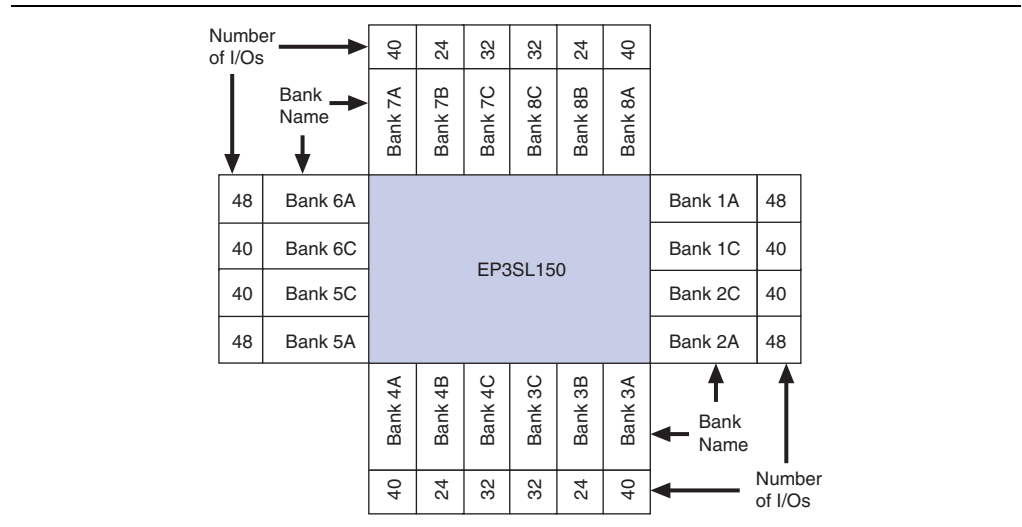 Number
of I/Os
40 24 32 32 24 40
Bank
Name
Bank 7A Bank 7B Bank 7C Bank 8C Bank 8B Bank 8A
48 Bank 6A
Bank 1A 48
40 Bank 6C
Bank 1C 40
EP3SL150
40 Bank 5C
Bank 2C 40
48 Bank 5A
Bank 2A 48
Bank 4A Bank 4B Bank 4C Bank 3C Bank 3B Bank 3A
Bank
Name
40 24 32 32 24 40
Number
of I/Os